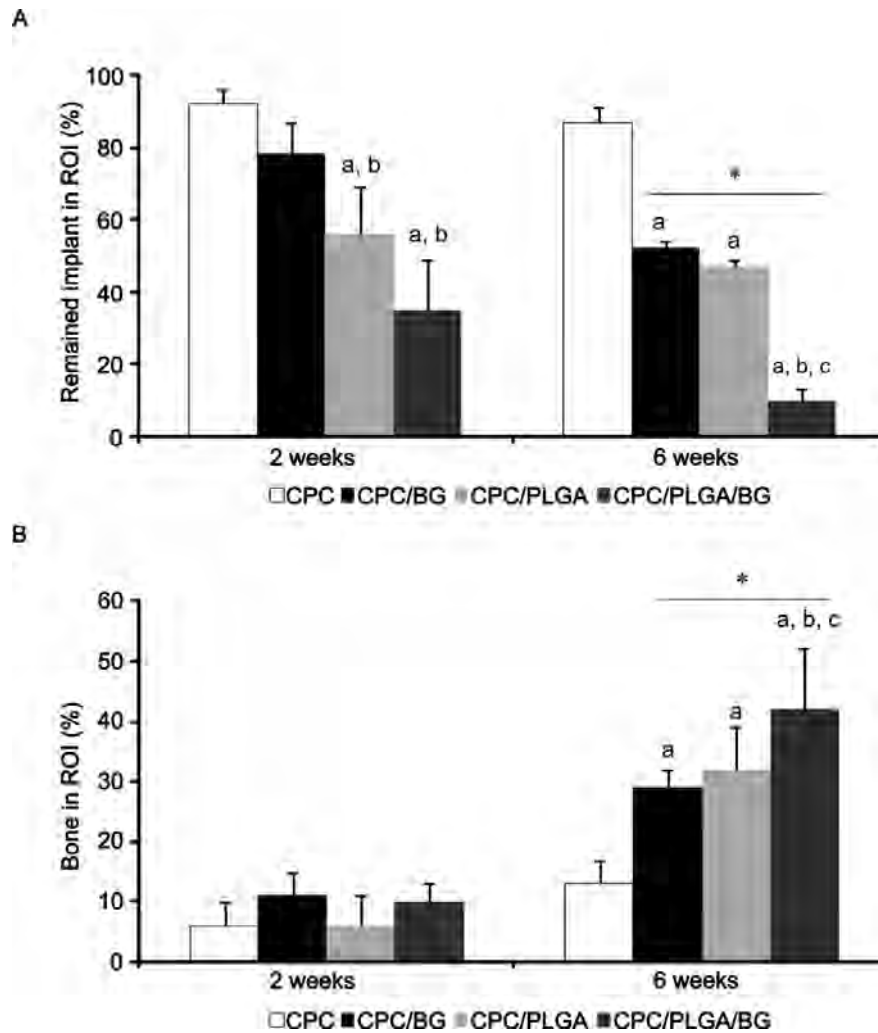 A
Remained implant in ROI (%)
100
80
60
40
20
0
a, b
a, b
*
a
a
a, b, c
2 weeks
6 weeks
CPC CPC/BG CPC/PLGA CPC/PLGA/BG
B
Bone in ROI (%)
60
50
40
30
20
10
0
*
a, b, c
a
a
2 weeks
6 weeks
CPC CPC/BG CPC/PLGA CPC/PLGA/BG